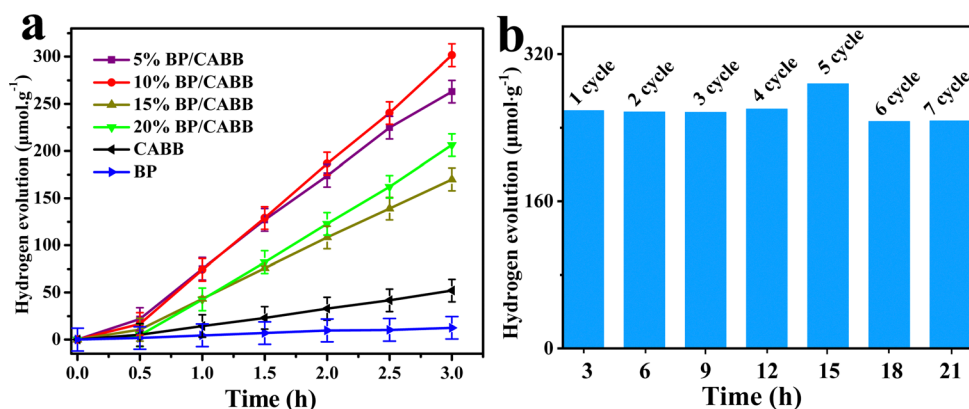 a
Hydrogen evolution (μmol·g⁻¹)
300
250
200
150
100
50
0
5% BP/CABB
10% BP/CABB
15% BP/CABB
20% BP/CABB
CABB
BP
0.0 0.5 1.0 1.5 2.0 2.5 3.0
Time (h)
b
Hydrogen evolution (μmol·g⁻¹)
320
160
0
1 cycle
2 cycle
3 cycle
4 cycle
5 cycle
6 cycle
7 cycle
3 6 9 12 15 18 21
Time (h)